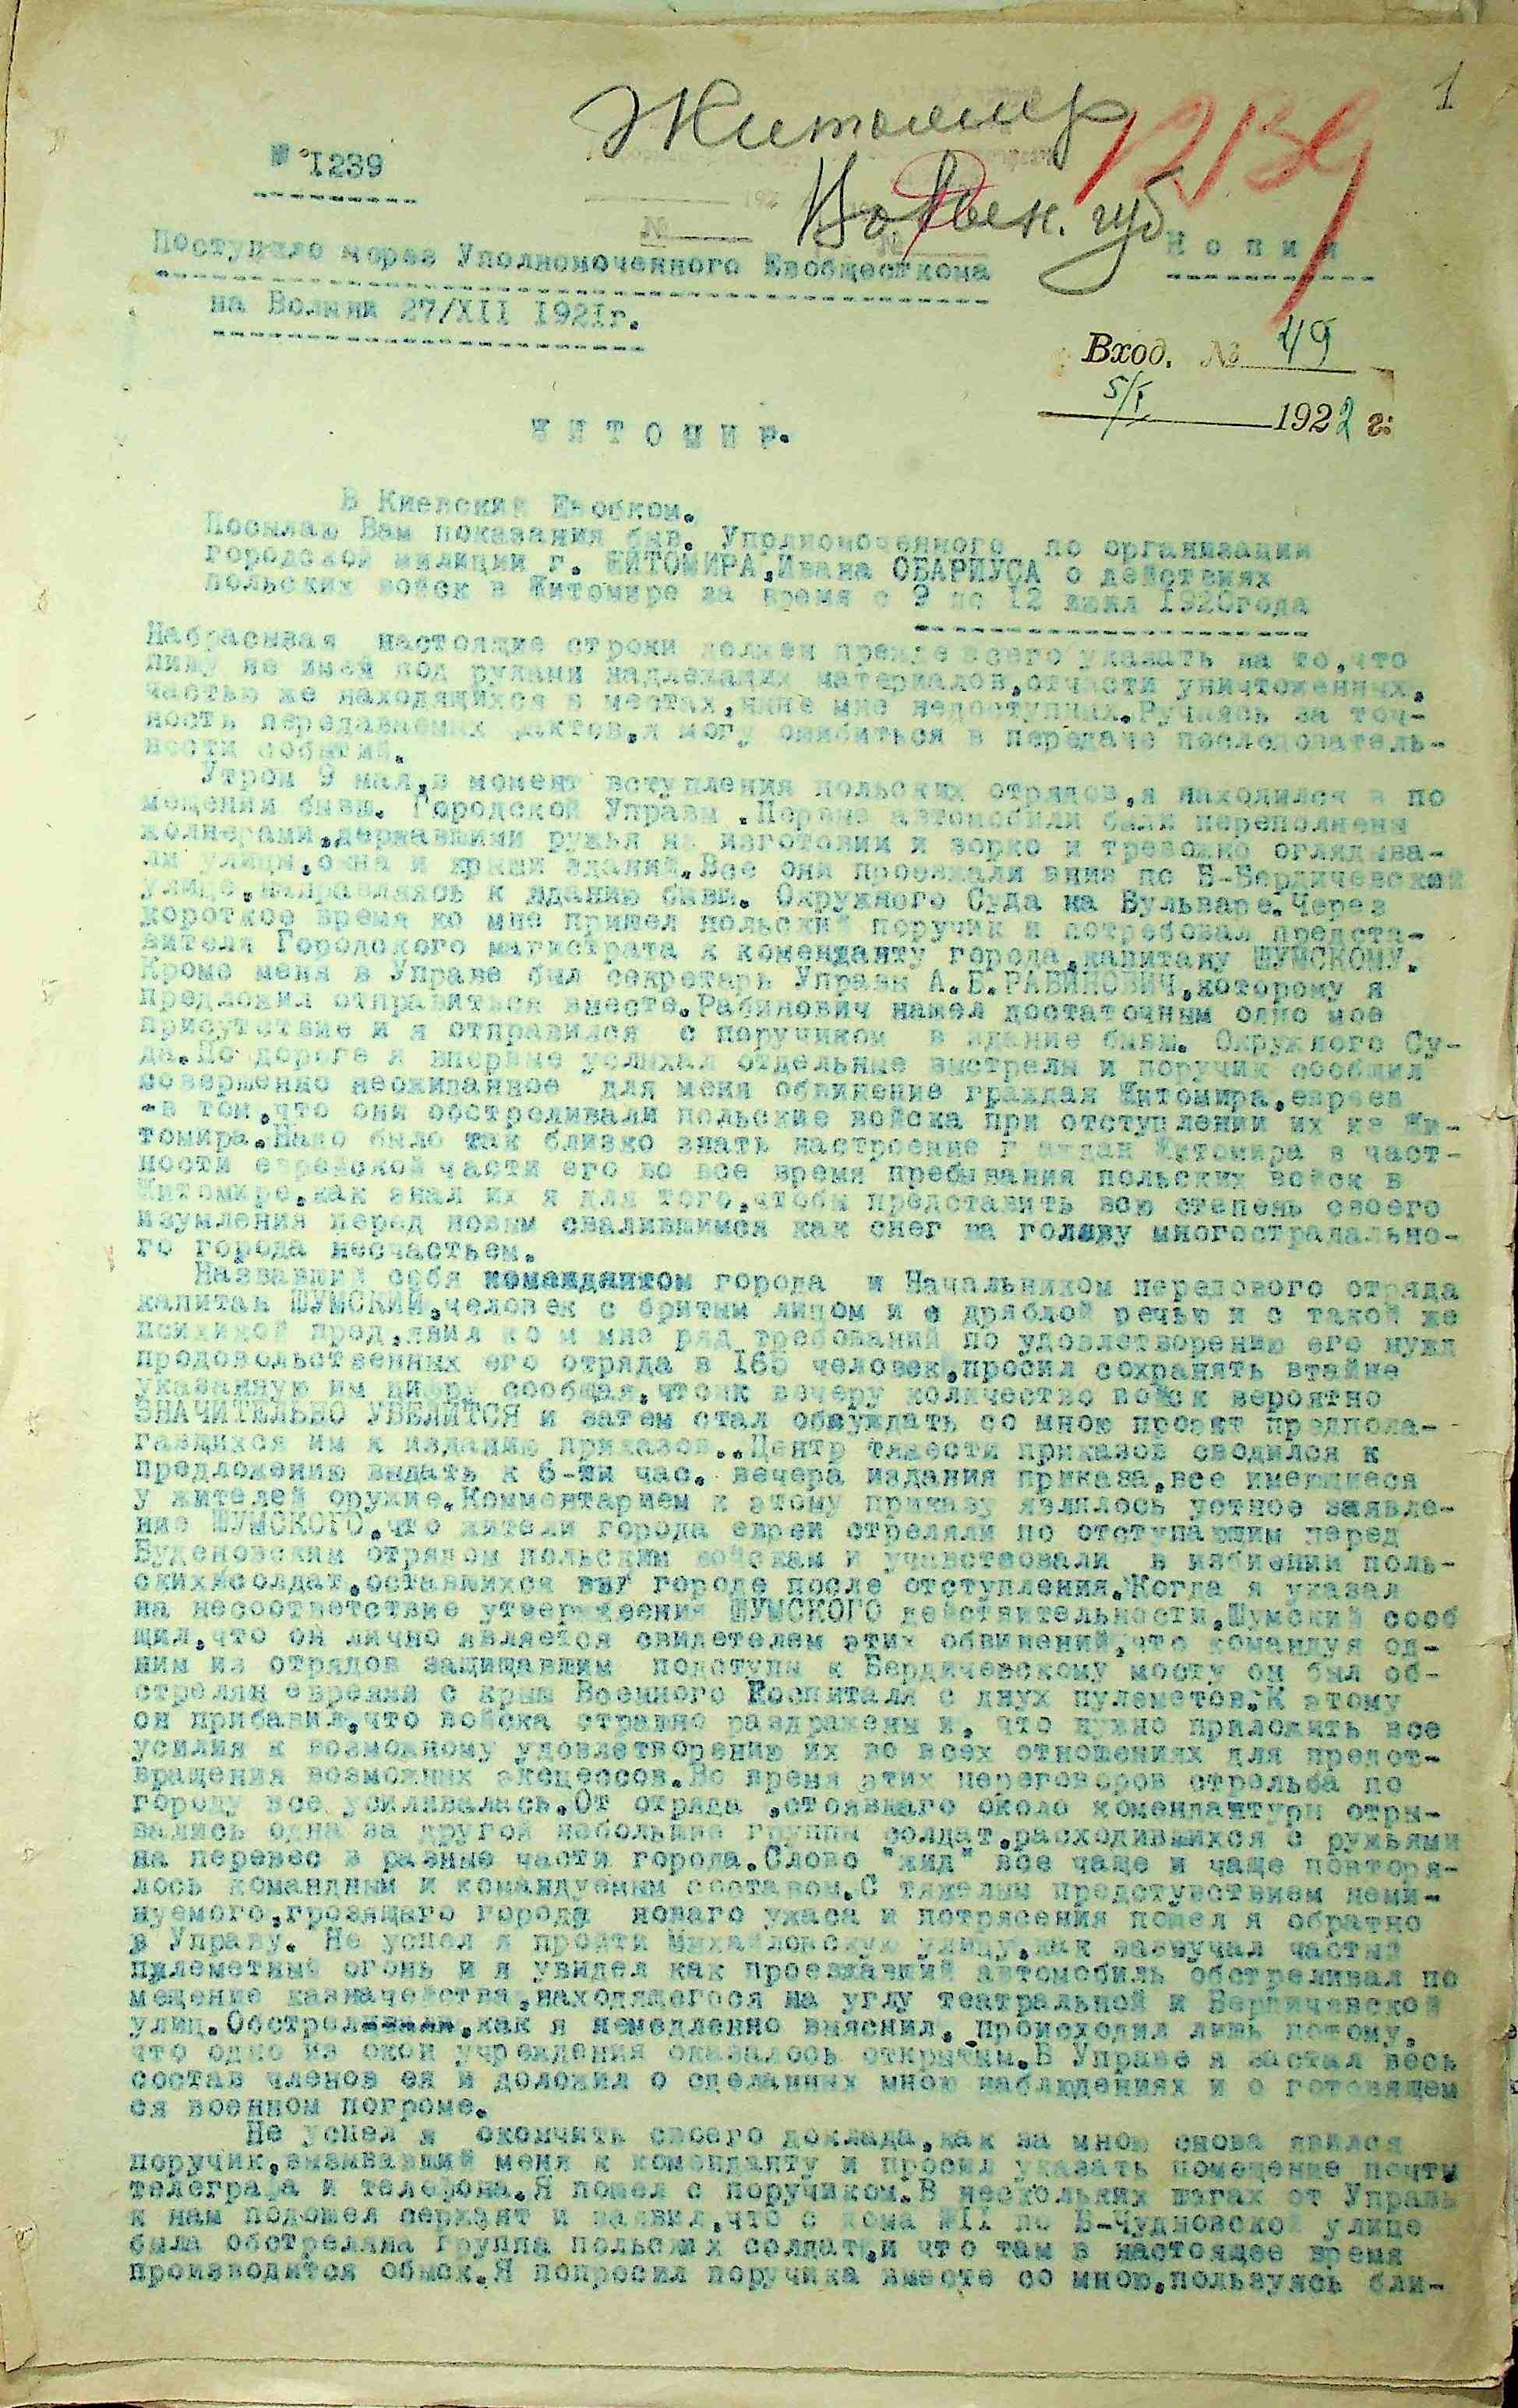 1
Житомир
1239
№ 1239
Волын. губ
Поступило через Уполномоченного Евобщесткома
Копия
на Волыни 27/XII 1921г.
Вход. № 49
5/I 1922 г:
ЖИТОМИР.
В Киевский Евобком.
Посылаю Вам показания быв. Уполномоченного по организации
городской милиции г. ЖИТОМИРА,Ивана ОБАРИУСА о действиях
польских войск в Житомире за время с 9 по 12 1920года
Набрасывая настоящие строки должен прежде всего указать на то,что
пишу не имея под руками надлежащих материалов,отчасти уничтоженных,
частью же находящихся в местах,ныне мне недоступных.Ручаясь за точ-
ность передаваемых фактов,я могу ошибиться в передаче последователь-
ности событий.
Утром 9 мая,в момент вступления польских отрядов,я находился в по
мещении бывш. Городской Управы .Первые автомобили были переполнены
жолнерами,державшими ружья на изготовии и зорко и тревожно оглядыва-
ли улицы,окна и крыши зданий.Все они проезжали вниз по Б-Бердичевской
улице,направляясь к зданию бывш. Окружного Суда на Бульваре.Через
короткое время ко мне пришел польский поручик и потребовал предста-
вителя Городского магистрата к коменданту города,капитану ШУМСКОМУ.
Кроме меня в Управе был секретарь Управы А.Б.РАБИНОВИЧ,которому я
предложил отправиться вместе.Рабинович нашел достаточным одно мое
присутствие и я отправился с поручиком в здание бывш. Окружного Су-
да.По дороге я впервые услыхал отдельные выстрелы и поручик сообщил
совершенно неожиданное для меня обвинение граждан Житомира,евреев
-в том,что они обстреливали польские войска при отступлении их из Жи-
томира.Надо было так близко знать настроение граждан Житомира в част-
ности еврейской части его во все время пребывания польских войск в
Житомире,как знал их я для того,чтобы представить всю степень своего
изумления перед новым свалившимся как снег на голову многострадально-
го города несчастьем.
Назвавший себя комендантом города и Начальником передового отряда
капитан ШУМСКИЙ,человек с бритым лицом и с дряблой речью и с такой же
психикой пред,явил ко м мне ряд требований по удовлетворению его нужд
продовольственных его отряда в 165 человек,просил сохранять втайне
указанную им цифру сообщая,чтоик вечеру количество войск вероятно
ЗНАЧИТЕЛЬНО УВЕЛИТСЯ и затем стал обсуждать со мною проект предпола-
гающихся им к изданию приказов..Центр тяжести приказов сводился к
предложению выдать к 6-ти час. вечера издания приказа,все имеющиеся
у жителей оружие.Комментарием к этому приказу являлось устное заявле-
ние ШУМСКОГО,что жители города евреи стреляли по отступающим перед
Буденовским отрядом польским войскам и участвовали в избиении поль-
скихксолдат,оставшихся в городе после отступления.Когда я указал
на несоответствие утверждения ШУМСКОГО действительности,Шумский сооб
щил,что он лично является свидетелем этих обвинений,что командуя од-
ним из отрядов защищавшим подступы к Бердичевскому мосту он был об-
стрелян евреями с крыш Военного Госпиталя с двух пулеметов.К этому
он прибавил,что войска страшно раздражены и, что нужно приложить все
усилия к возможному удовлетворению их во всех отношениях для предот-
вращения возможных эксцессов.Во время этих переговоров стрельба по
городу все усиливалась.От отряда ,стоявшаго около комендатуры отры-
вались одна за другой небольшие группы солдат,расходившихся с ружьями
на перевес в разные части города.Слово "жид" все чаще и чаще повторя-
лось командным и командуемым составом.С тяжелым предчувствием неми-
нуемого,грозящаго городу новаго ужаса и потрясения пошел я обратно
в Управу. Не успел я пройти Михайловскую улицу,как зазвучал частый
пулеметный огонь и я увидел как проезжавший автомобиль обстреливал по
мещение казначейства,находящегося на углу театральной и Бердичевской
улиц.Обстрел,как я немедленно выяснил, происходил лишь потому,
что одно из окон учреждения оказалось открытым.В Управе я застал весь
состав членов ея и доложил о сделанных мною наблюдениях и о готовящем
ся военном погроме.
Не успел я окончить своего доклада,как за мною снова явился
поручик,вызывавший меня к коменданту и просил указать помещение почты
телеграфа и телефона.Я пошел с поручиком.В нескольких шагах от Управы
к нам подошел сержант и заявил,что с дома №11 по Б-Чудновской улице
была обстреляна группа польских солдат,и что там в настоящее время
производится обыск.Я попросил поручика вместе со мною,пользуясь бли-